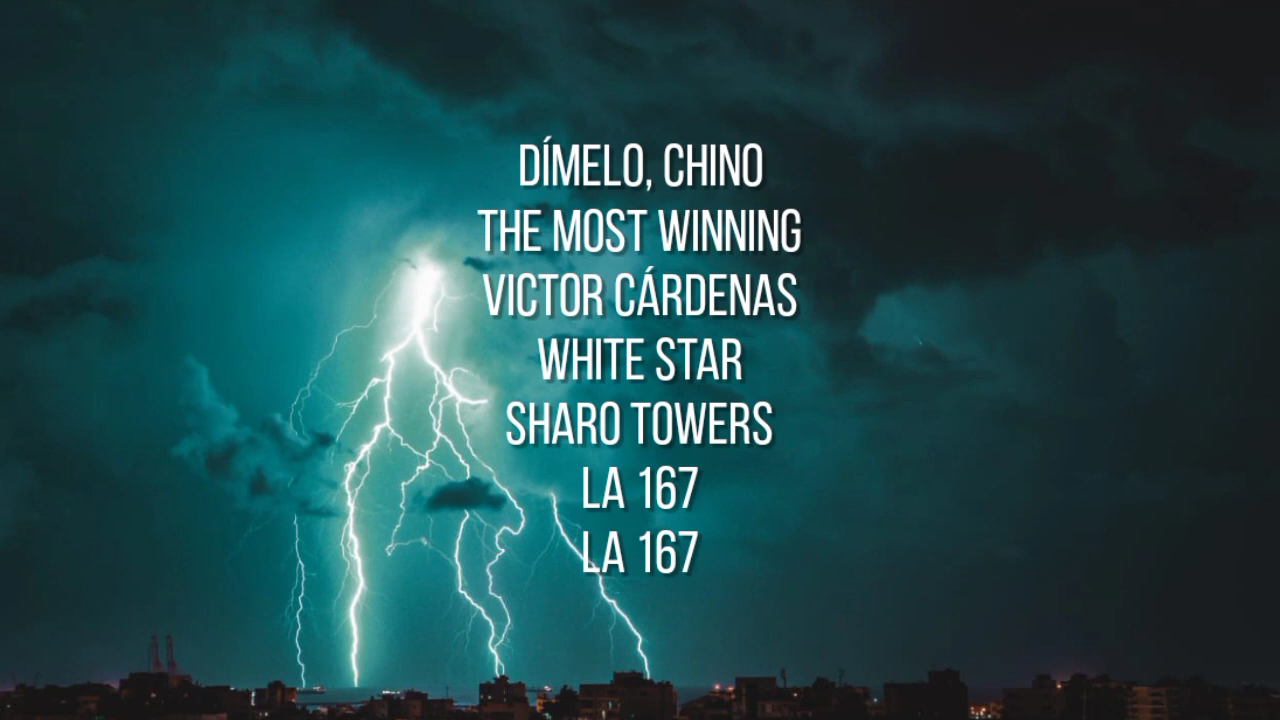 DÍMELO, CHINO
THE MOST WINNING
VICTOR CÁRDENAS
WHITE STAR
SHARO TOWERS
LA 167
LA 167